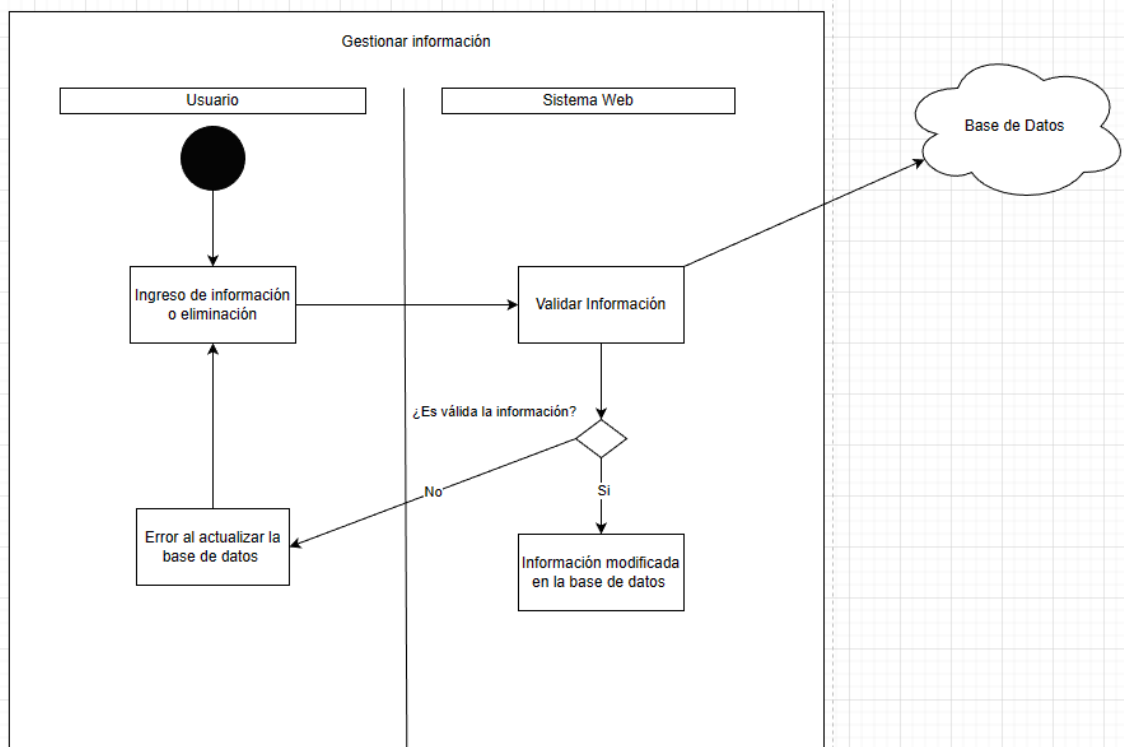 Gestionar información
Usuario
Sistema Web
Base de Datos
Ingreso de información
o eliminación
Validar Información
¿Es válida la información?
No
Si
Error al actualizar la
base de datos
Información modificada
en la base de datos